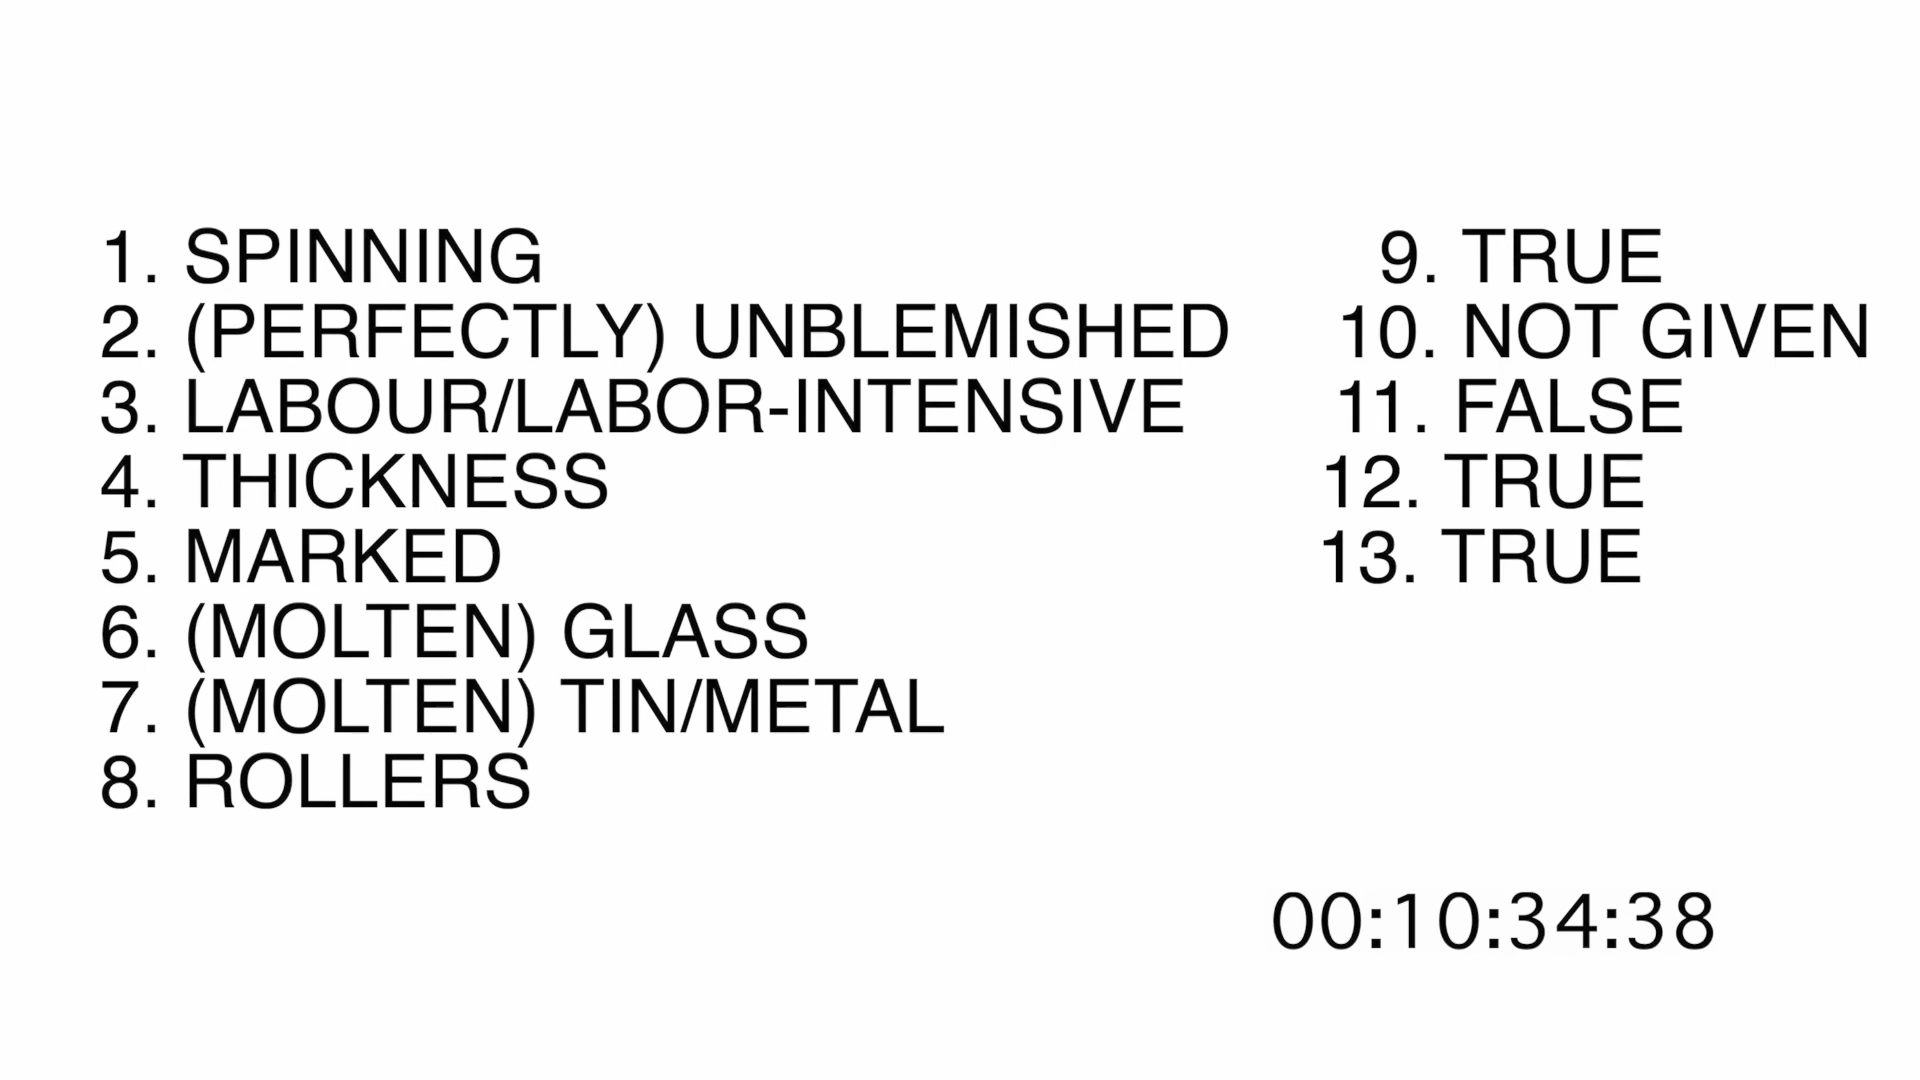 1. SPINNING
2. (PERFECTLY) UNBLEMISHED
3. LABOUR/LABOR-INTENSIVE
4. THICKNESS
5. MARKED
6. (MOLTEN) GLASS
7. (MOLTEN) TIN/METAL
8. ROLLERS
9. TRUE
10. NOT GIVEN
11. FALSE
12. TRUE
13. TRUE
00:10:34:38